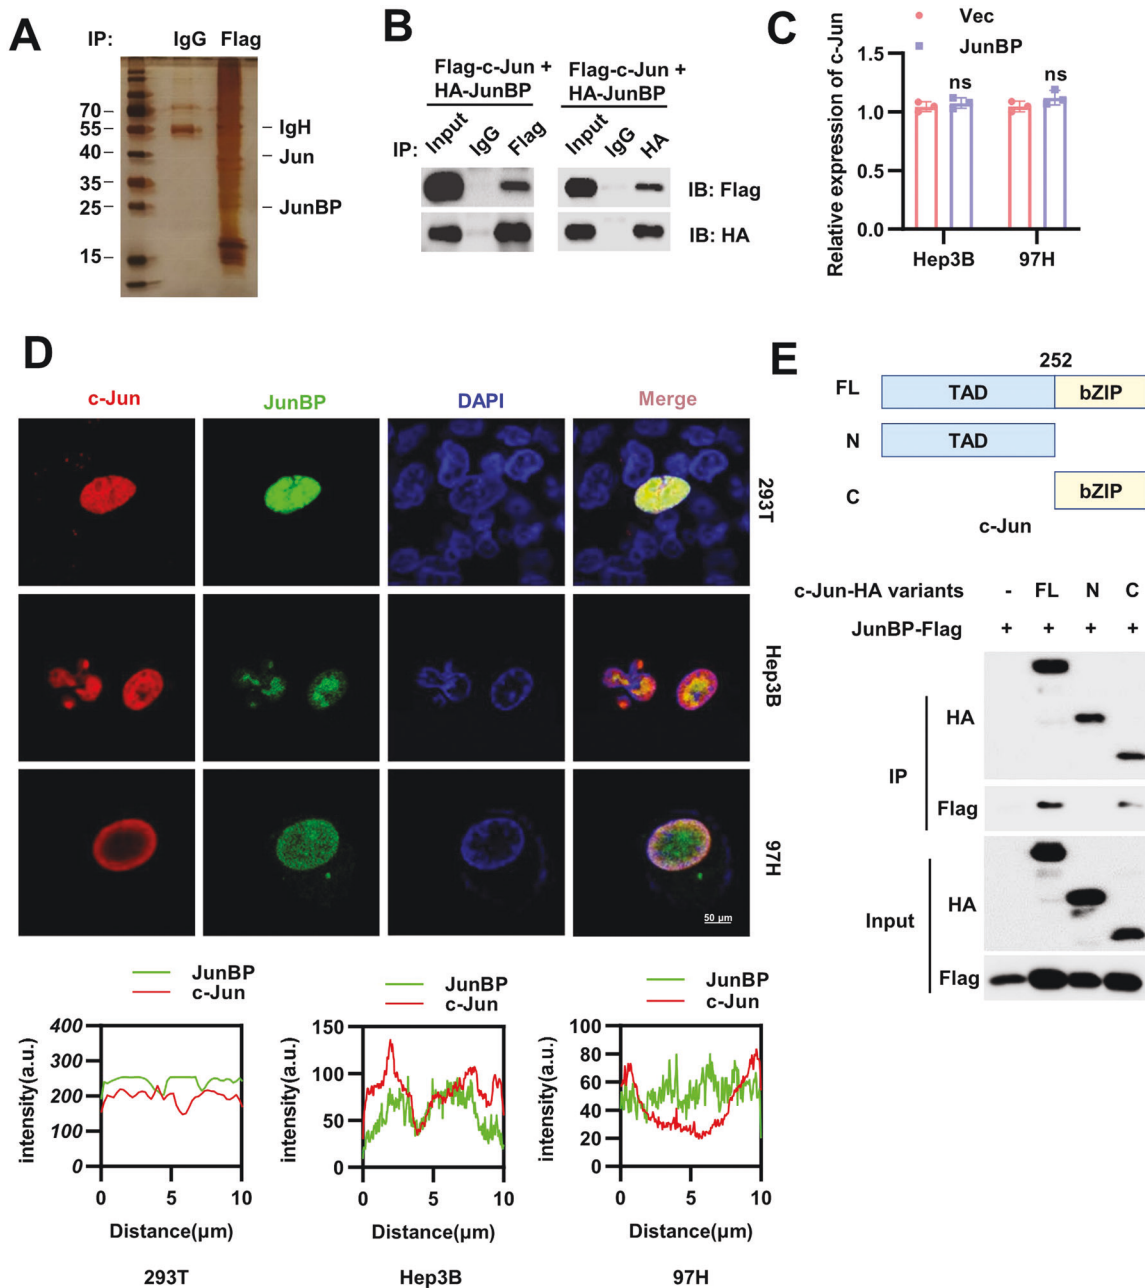 A
IP: IgG Flag
70
55
40
35
25
15
IgH
Jun
JunBP
B
Flag-c-Jun +
HA-JunBP
Flag-c-Jun +
HA-JunBP
IP: Input IgG Flag
Input IgG HA
IB: Flag
IB: HA
C
Vec
JunBP
Relative expression of c-Jun
1.5
1.0
0.5
0.0
ns
ns
Hep3B 97H
D
c-Jun JunBP DAPI Merge
293T
Hep3B
97H
50 μm
JunBP
c-Jun
intensity(a.u.)
400
300
200
100
0
0 5 10
Distance(μm)
293T
JunBP
c-Jun
intensity(a.u.)
150
100
50
0
0 5 10
Distance(μm)
Hep3B
JunBP
c-Jun
intensity(a.u.)
100
80
60
40
20
0
0 5 10
Distance(μm)
97H
E
252
FL TAD bZIP
N TAD
C bZIP
c-Jun
c-Jun-HA variants - FL N C
JunBP-Flag + + + +
IP
HA
Flag
Input
HA
Flag